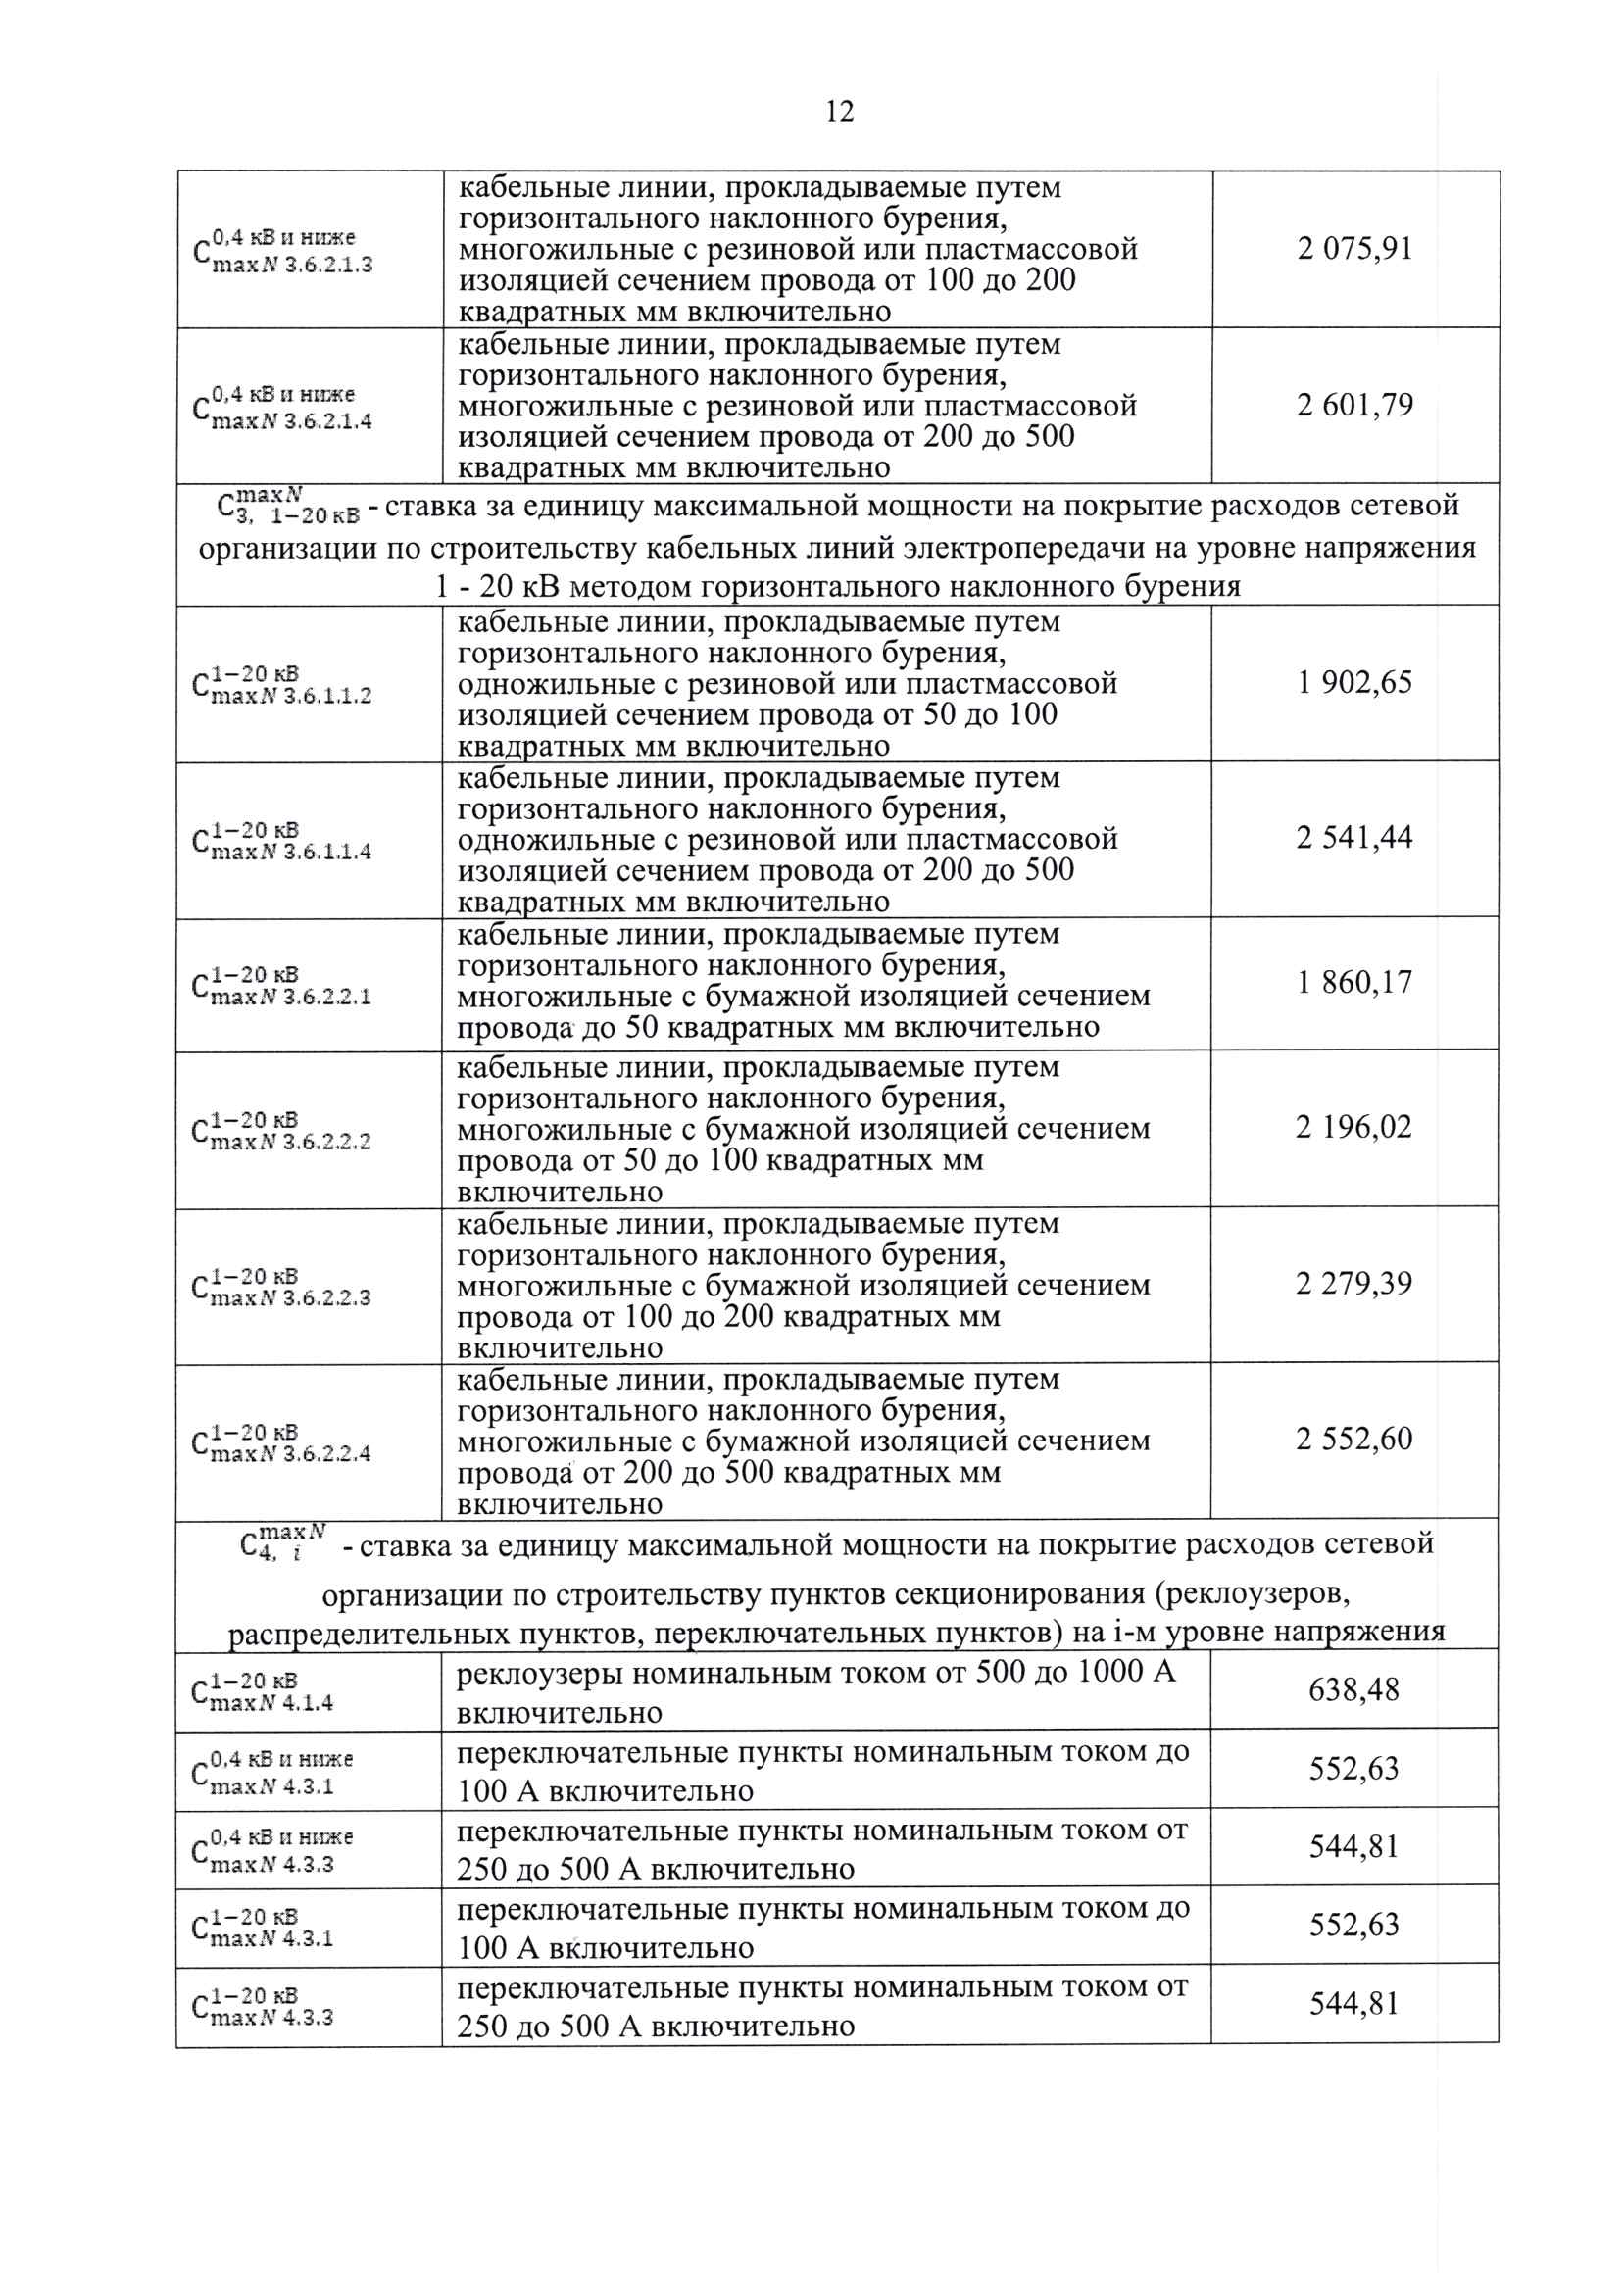 12
кабельные линии, прокладываемые путем
горизонтального наклонного бурения,
C 0,4 кВ и ниже maxN 3.6.2.1.3 многожильные с резиновой или пластмассовой 2 075,91
изоляцией сечением провода от 100 до 200
квадратных мм включительно
кабельные линии, прокладываемые путем
горизонтального наклонного бурения,
C 0,4 кВ и ниже maxN 3.6.2.1.4 многожильные с резиновой или пластмассовой 2 601,79
изоляцией сечением провода от 200 до 500
квадратных мм включительно
C maxN 3, 1–20 кВ - ставка за единицу максимальной мощности на покрытие расходов сетевой
организации по строительству кабельных линий электропередачи на уровне напряжения
1 - 20 кВ методом горизонтального наклонного бурения
кабельные линии, прокладываемые путем
горизонтального наклонного бурения,
C 1–20 кВ maxN 3.6.1.1.2 одножильные с резиновой или пластмассовой 1 902,65
изоляцией сечением провода от 50 до 100
квадратных мм включительно
кабельные линии, прокладываемые путем
горизонтального наклонного бурения,
C 1–20 кВ maxN 3.6.1.1.4 одножильные с резиновой или пластмассовой 2 541,44
изоляцией сечением провода от 200 до 500
квадратных мм включительно
кабельные линии, прокладываемые путем
горизонтального наклонного бурения,
C 1–20 кВ maxN 3.6.2.2.1 многожильные с бумажной изоляцией сечением 1 860,17
провода до 50 квадратных мм включительно
кабельные линии, прокладываемые путем
горизонтального наклонного бурения,
C 1–20 кВ maxN 3.6.2.2.2 многожильные с бумажной изоляцией сечением 2 196,02
провода от 50 до 100 квадратных мм
включительно
кабельные линии, прокладываемые путем
горизонтального наклонного бурения,
C 1–20 кВ maxN 3.6.2.2.3 многожильные с бумажной изоляцией сечением 2 279,39
провода от 100 до 200 квадратных мм
включительно
кабельные линии, прокладываемые путем
горизонтального наклонного бурения,
C 1–20 кВ maxN 3.6.2.2.4 многожильные с бумажной изоляцией сечением 2 552,60
провода от 200 до 500 квадратных мм
включительно
C maxN 4, i - ставка за единицу максимальной мощности на покрытие расходов сетевой
организации по строительству пунктов секционирования (реклоузеров,
распределительных пунктов, переключательных пунктов) на i-м уровне напряжения
C 1–20 кВ maxN 4.1.4 реклоузеры номинальным током от 500 до 1000 А 638,48
включительно
C 0,4 кВ и ниже maxN 4.3.1 переключательные пункты номинальным током до 552,63
100 А включительно
C 0,4 кВ и ниже maxN 4.3.3 переключательные пункты номинальным током от 544,81
250 до 500 А включительно
C 1–20 кВ maxN 4.3.1 переключательные пункты номинальным током до 552,63
100 А включительно
C 1–20 кВ maxN 4.3.3 переключательные пункты номинальным током от 544,81
250 до 500 А включительно